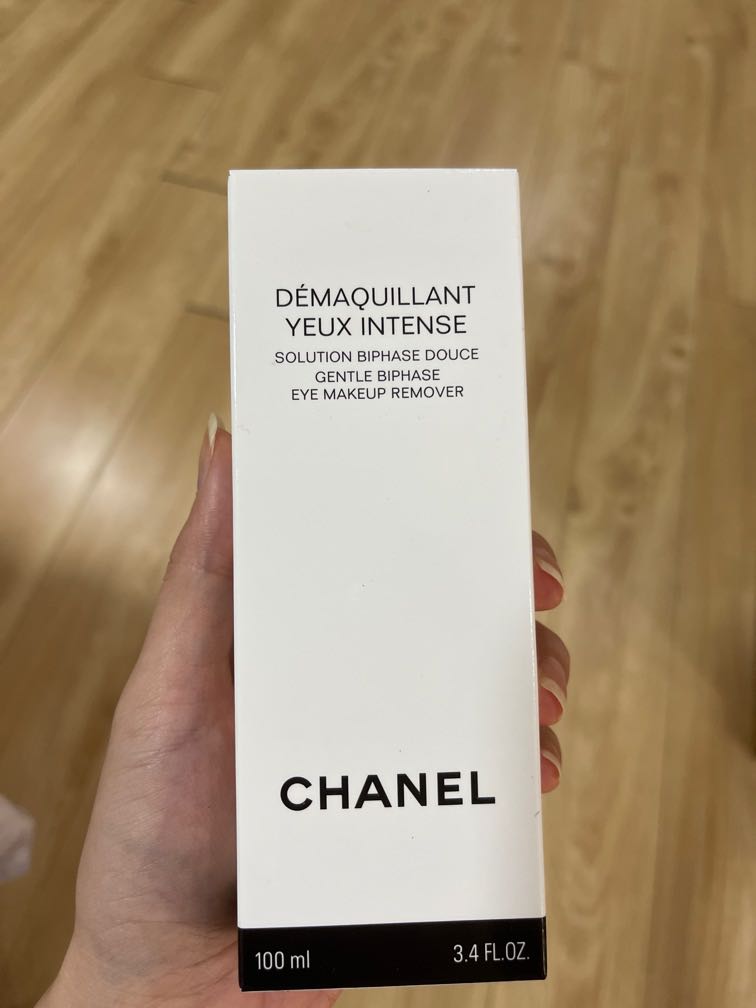 DÉMAQUILLANT
YEUX INTENSE
SOLUTION BIPHASE DOUCE
GENTLE BIPHASE
EYE MAKEUP REMOVER
CHANEL
100 ml 3.4 FL.OZ.